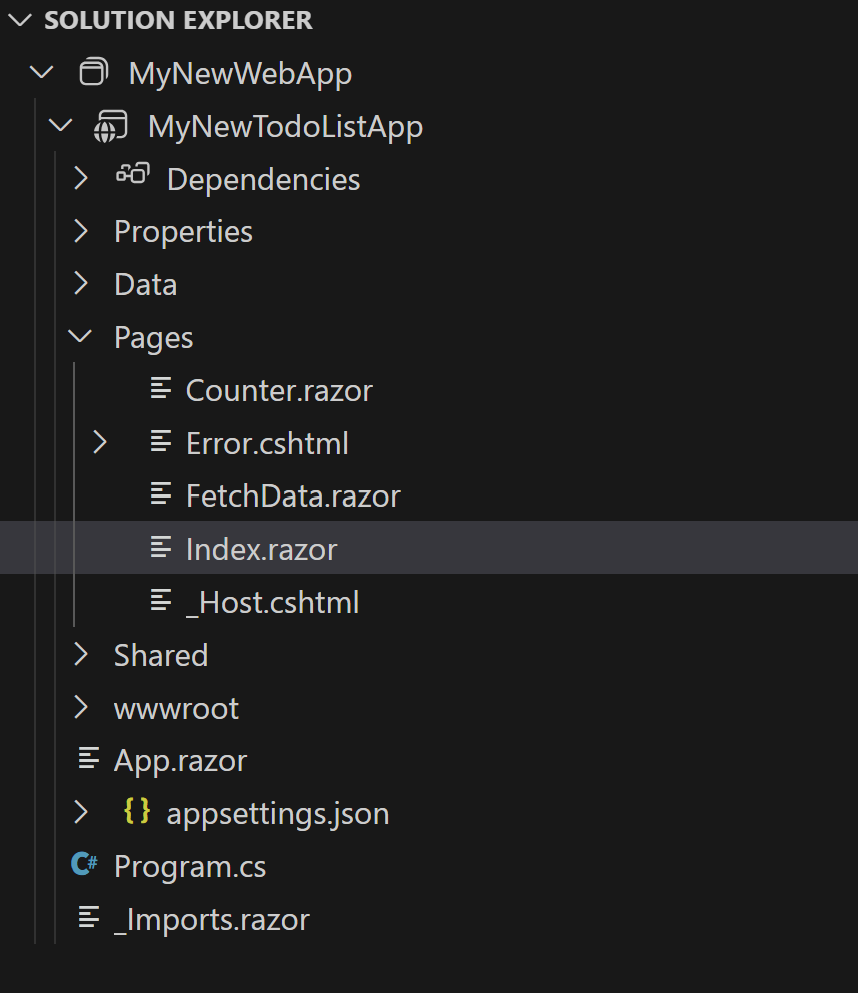 SOLUTION EXPLORER
MyNewWebApp
MyNewTodoListApp
Dependencies
Properties
Data
Pages
Counter.razor
Error.cshtml
FetchData.razor
Index.razor
_Host.cshtml
Shared
wwwroot
App.razor
{} appsettings.json
C# Program.cs
_Imports.razor